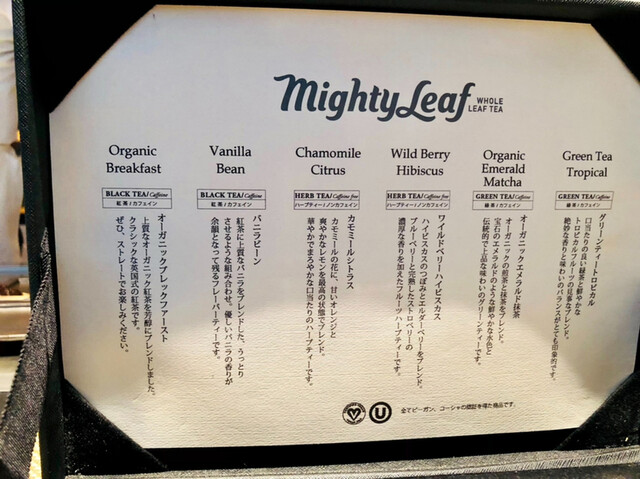 Mighty Leaf WHOLE LEAF TEA
Organic
Breakfast
BLACK TEA/Caffeine
紅茶/カフェイン
オーガニックブレックファースト
上質なオーガニック紅茶を芳醇にブレンドしました。
クラシックな英国式の紅茶です。
ぜひ、ストレートでお楽しみください。
Vanilla
Bean
BLACK TEA/Caffeine
紅茶/カフェイン
バニラビーン
紅茶に上質なバニラをブレンドした、うっとり
させるような組み合わせ。優しいバニラの香りが
余韻となって残るフレーバーティーです。
Chamomile
Citrus
HERB TEA/Caffeine free
ハーブティー/ノンカフェイン
カモミールシトラス
カモミールの花に、甘いオレンジと
爽やかなレモンを最高の状態でブレンド。
華やかでまろやかな口当たりのハーブティーです。
Wild Berry
Hibiscus
HERB TEA/Caffeine free
ハーブティー/ノンカフェイン
ワイルドベリーハイビスカス
ハイビスカスのつぼみとエルダーベリーをブレンド。
ブルーベリーと完熟したストロベリーの
濃厚な香りを加えたフルーツハーブティーです。
Organic
Emerald
Matcha
GREEN TEA/Caffeine
緑茶/カフェイン
オーガニックエメラルド抹茶
オーガニックの煎茶と抹茶をブレンド。
宝石のエメラルドのような鮮やかな水色と
伝統的で上品な味わいのグリーンティーです。
Green Tea
Tropical
GREEN TEA/Caffeine
緑茶/カフェイン
グリーンティートロピカル
口当たりの良い緑茶と鮮やかな
トロピカルフルーツの見事なブレンド。
絶妙な香りと味わいのバランスがとても印象的です。
U
全てビーガン、コーシャの認証を得た商品です。